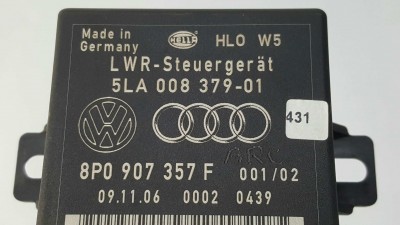 Made in Germany HELLA HLO W5
LWR-Steuergerät
5LA 008 379-01
431
8P0 907 357 F 001/02
09.11.06 0002 0439